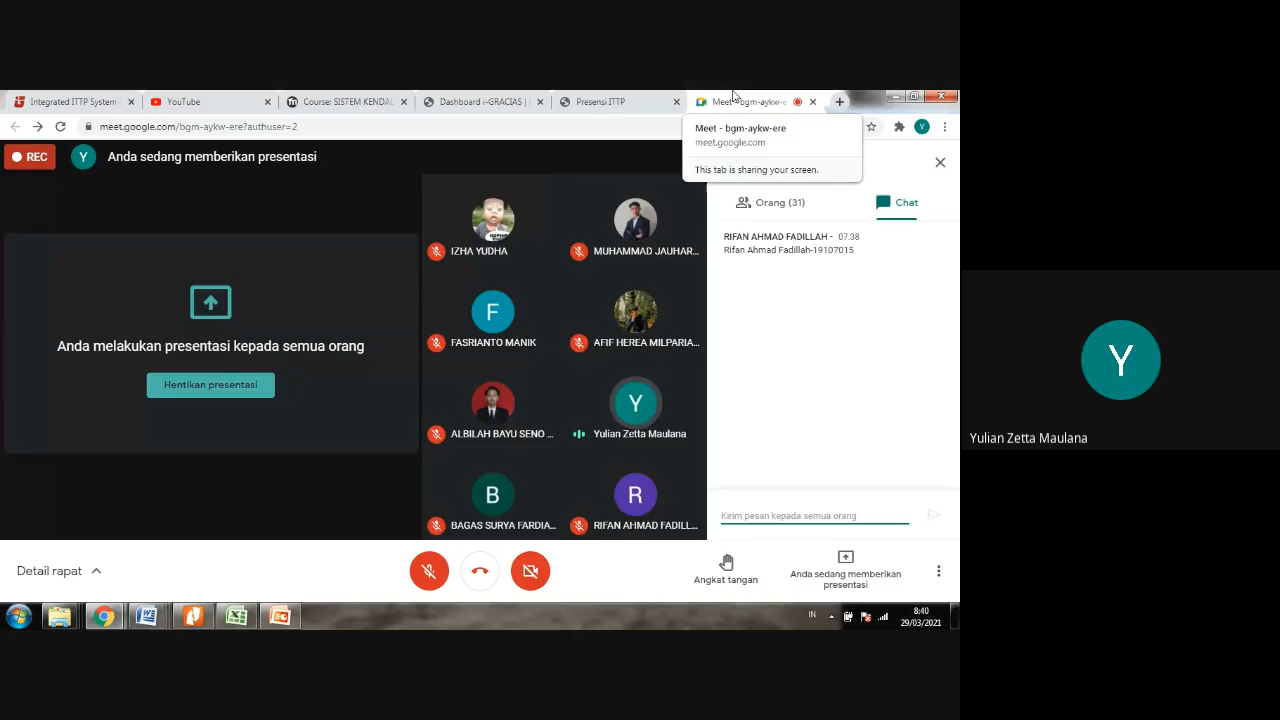 Integrated ITTP System
YouTube
Course: SISTEM KENDAL
Dashboard i-GRACIAS |
Presensi ITTP
Meet - bgm-aykw-e
meet.google.com/bgm-aykw-ere?authuser=2
Y
Meet - bgm-aykw-ere
meet.google.com
This tab is sharing your screen.
REC
Y
Anda sedang memberikan presentasi
Orang (31)
Chat
RIFAN AHMAD FADILLAH - 07.38
Rifan Ahmad Fadillah-19107015
IZHA YUDHA
MUHAMMAD JAUHAR...
F
FASRIANTO MANIK
AFIF HEREA MILPARIA...
Anda melakukan presentasi kepada semua orang
Hentikan presentasi
ALBILAH BAYU SENO ...
Y
Yulian Zetta Maulana
B
BAGAS SURYA FARDIA...
R
RIFAN AHMAD FADILL...
Kirim pesan kepada semua orang
Detail rapat
Angkat tangan
Anda sedang memberikan
presentasi
IN
8:40
29/03/2021
Y
Yulian Zetta Maulana